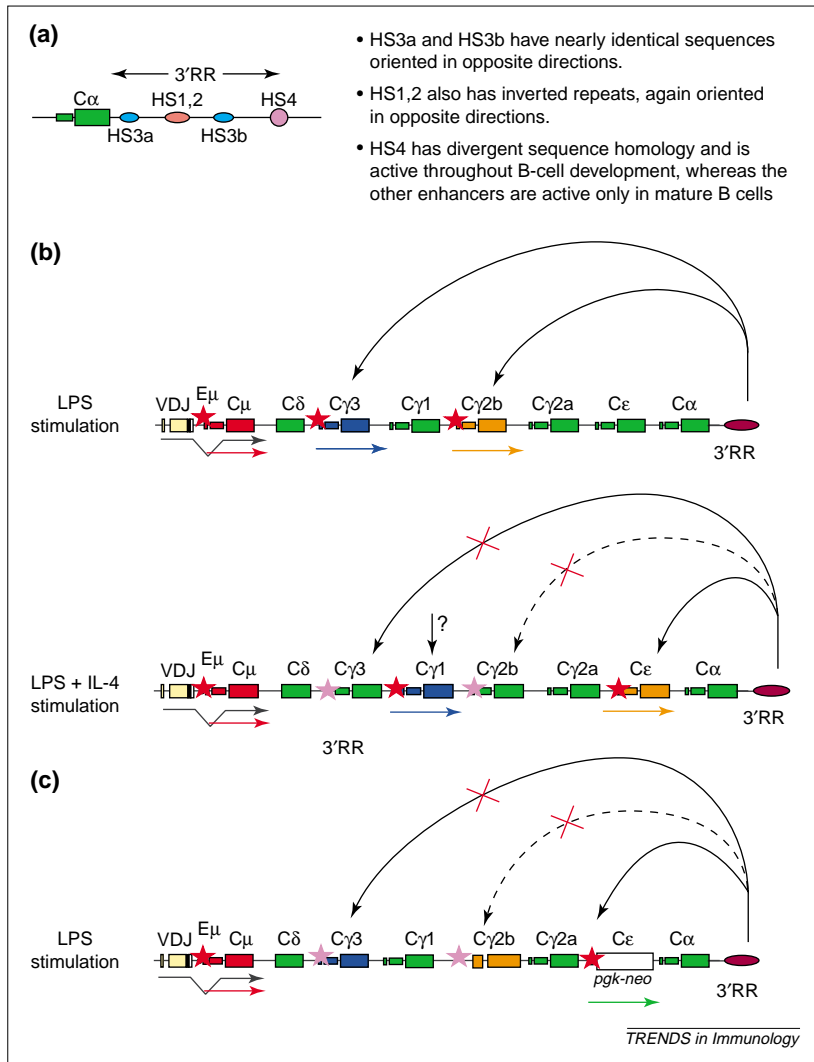 (a)
3′RR
Cα
HS1,2
HS4
HS3a
HS3b
• HS3a and HS3b have nearly identical sequences
oriented in opposite directions.
• HS1,2 also has inverted repeats, again oriented
in opposite directions.
• HS4 has divergent sequence homology and is
active throughout B-cell development, whereas the
other enhancers are active only in mature B cells
(b)
LPS
stimulation
VDJ Eμ Cμ Cδ Cγ3 Cγ1 Cγ2b Cγ2a Cε Cα
3′RR
?
LPS + IL-4
stimulation
VDJ Eμ Cμ Cδ Cγ3 Cγ1 Cγ2b Cγ2a Cε Cα
3′RR
3′RR
(c)
LPS
stimulation
VDJ Eμ Cμ Cδ Cγ3 Cγ1 Cγ2b Cγ2a Cε Cα
pgk-neo
3′RR
TRENDS in Immunology